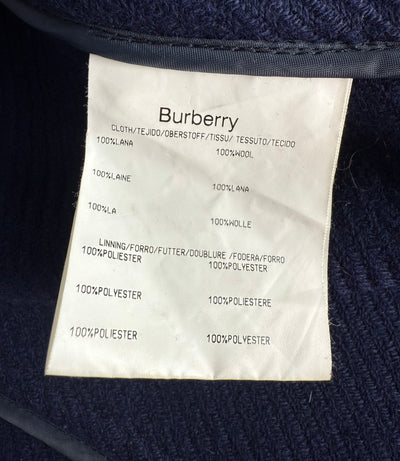 Burberry
CLOTH/TEJIDO/OBERSTOFF/TISSU/ TESSUTO/TECIDO
100%LANA 100%WOOL
100%LAINE 100%LANA
100%LA 100%WOLLE
LINNING/FORRO/FUTTER/DOUBLURE /FODERA/FORRO
100%POLIESTER 100%POLYESTER
100%POLYESTER 100%POLIESTERE
100%POLIESTER 100%POLYESTER